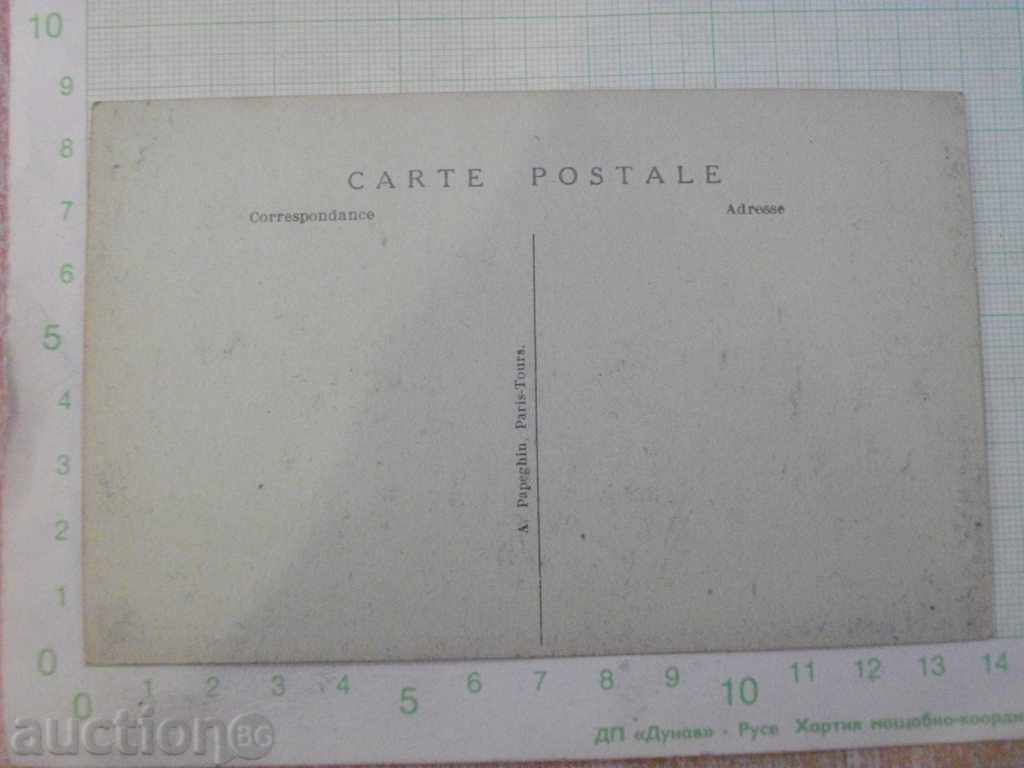 CARTE POSTALE
Correspondance
Adresse
A. Papeghin, Paris-Tours.
10
9
8
7
6
5
4
3
2
1
0
0 1 2 3 4 5 6 7 8 9 10 11 12 13 14
ДП «Дунав» - Русе Хартия мащабно-коорди
auction BG